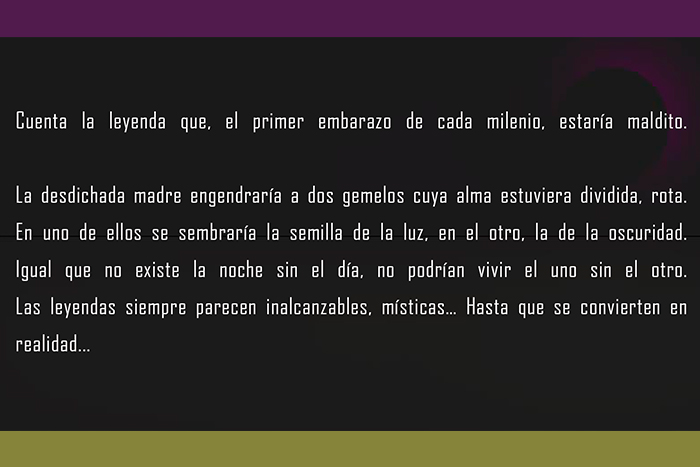 Cuenta la leyenda que, el primer embarazo de cada milenio, estaría maldito.
La desdichada madre engendraría a dos gemelos cuya alma estuviera dividida, rota.
En uno de ellos se sembraría la semilla de la luz, en el otro, la de la oscuridad.
Igual que no existe la noche sin el día, no podrían vivir el uno sin el otro.
Las leyendas siempre parecen inalcanzables, místicas... Hasta que se convierten en
realidad...